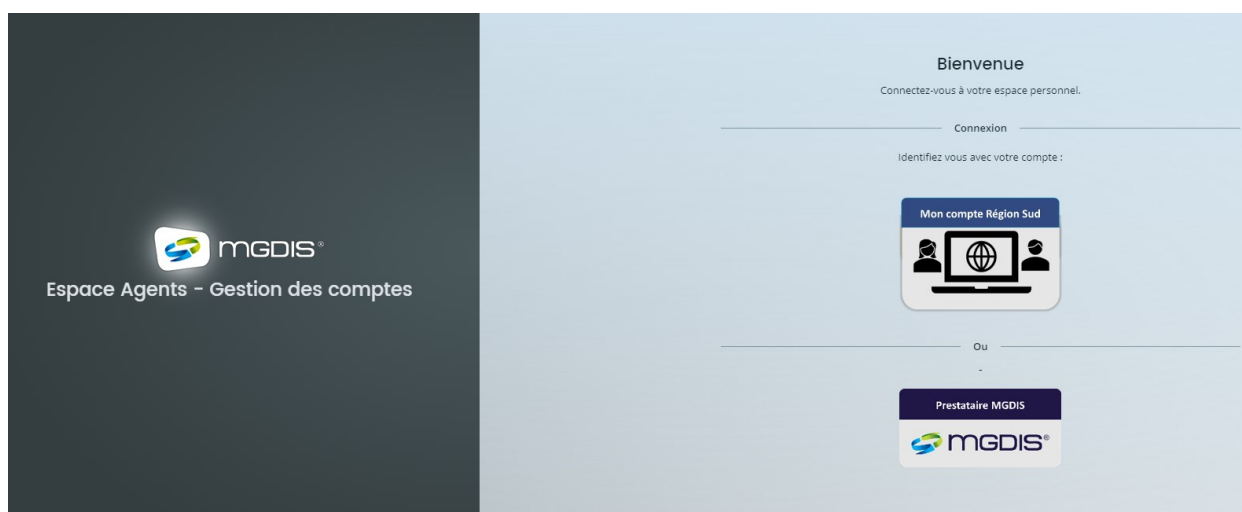 mGDIS®
Espace Agents - Gestion des comptes
Bienvenue
Connectez-vous à votre espace personnel.
Connexion
Identifiez vous avec votre compte :
Mon compte Région Sud
Ou
-
Prestataire MGDIS
mGDIS®